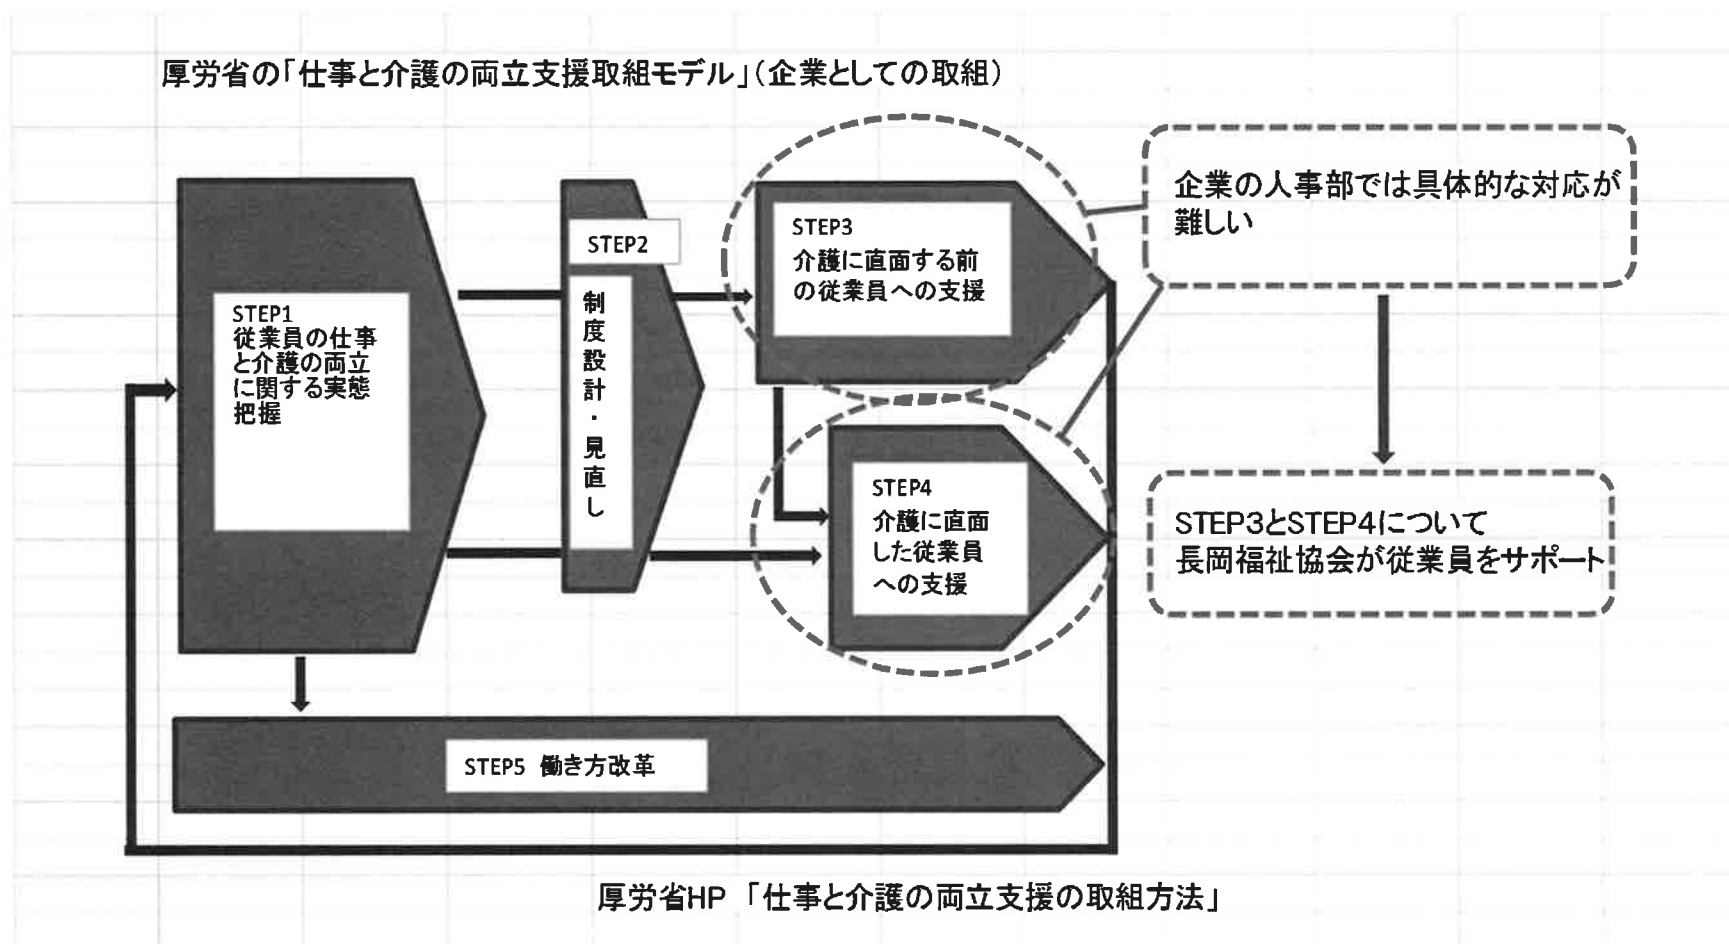 厚労省の「仕事と介護の両立支援取組モデル」(企業としての取組)
STEP1
従業員の仕事
と介護の両立
に関する実態
把握
STEP2
制度設計・見直し
STEP3
介護に直面する前
の従業員への支援
STEP4
介護に直面
した従業員
への支援
STEP5 働き方改革
企業の人事部では具体的な対応が
難しい
STEP3とSTEP4について
長岡福祉協会が従業員をサポート
厚労省HP 「仕事と介護の両立支援の取組方法」